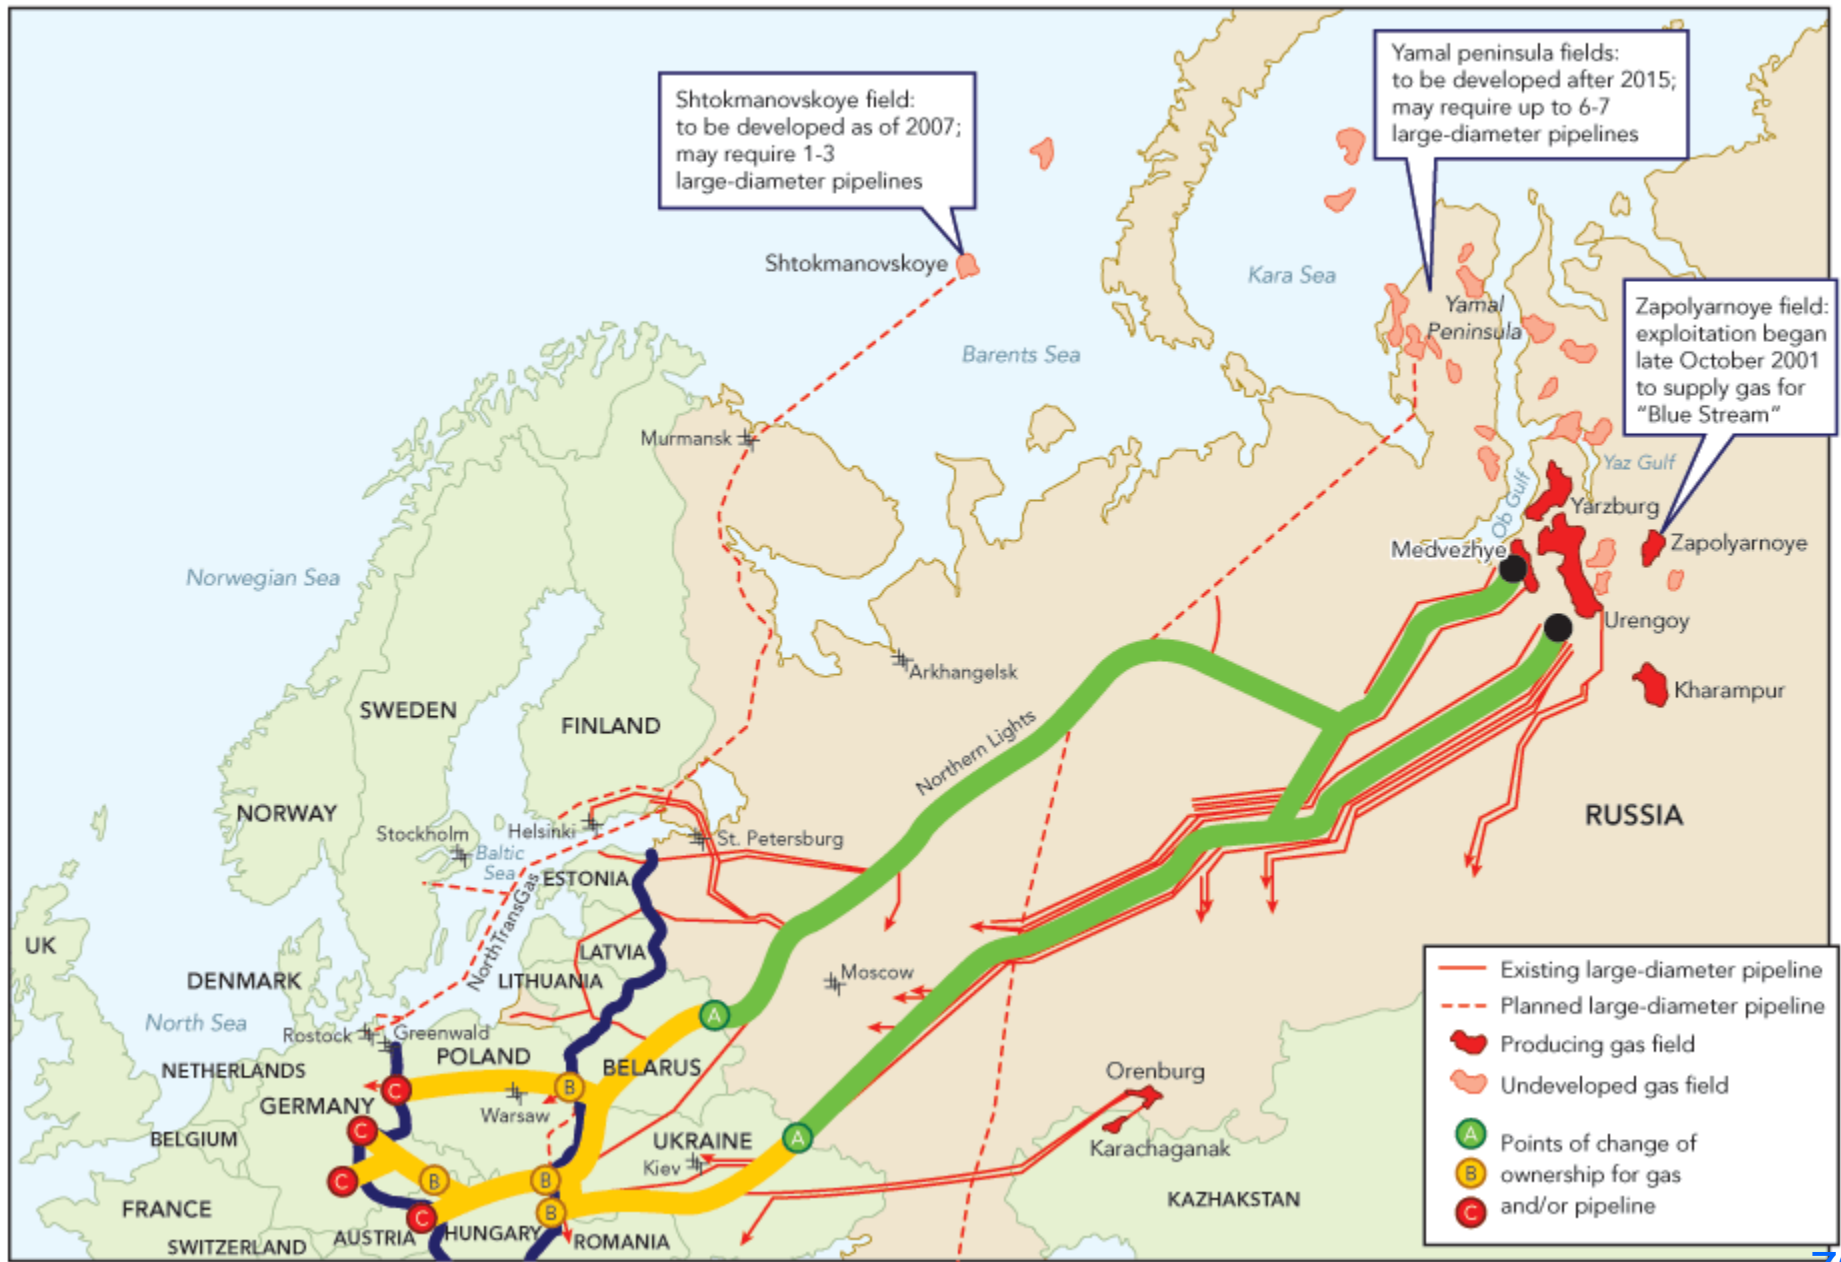 Shtokmanovskoye field:
to be developed as of 2007;
may require 1-3
large-diameter pipelines
Yamal peninsula fields:
to be developed after 2015;
may require up to 6-7
large-diameter pipelines
Shtokmanovskoye
Kara Sea
Yamal
Peninsula
Zapolyarnoye field:
exploitation began
late October 2001
to supply gas for
“Blue Stream”
Barents Sea
Murmansk
Yaz Gulf
Ob Gulf
Yarzburg
Medvezhye
Zapolyarnoye
Norwegian Sea
Urengoy
Arkhangelsk
Kharampur
SWEDEN
FINLAND
Northern Lights
NORWAY
RUSSIA
Stockholm
Helsinki
St. Petersburg
Baltic
Sea
ESTONIA
NorthTransGas
UK
LATVIA
DENMARK
LITHUANIA
Moscow
North Sea
A
Rostock
Greenwald
POLAND
BELARUS
NETHERLANDS
C
B
GERMANY
Warsaw
Orenburg
C
BELGIUM
UKRAINE
A
Karachaganak
Kiev
C
B
B
FRANCE
KAZHAKSTAN
C
B
AUSTRIA
HUNGARY
ROMANIA
SWITZERLAND
Existing large-diameter pipeline
Planned large-diameter pipeline
Producing gas field
Undeveloped gas field
A
Points of change of
B
ownership for gas
C
and/or pipeline